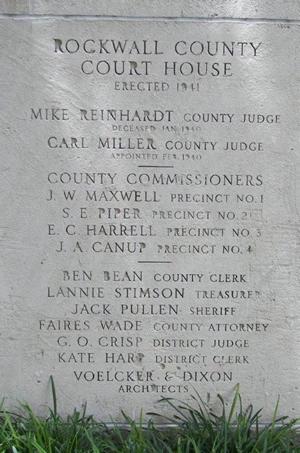 ROCKWALL COUNTY
COURT HOUSE
ERECTED 1941
MIKE REINHARDT COUNTY JUDGE
DECEASED JAN. 1940
CARL MILLER COUNTY JUDGE
APPOINTED FEB. 1940
COUNTY COMMISSIONERS
J. W. MAXWELL PRECINCT NO. 1
S. E. PIPER PRECINCT NO. 2
E. C. HARRELL PRECINCT NO. 3
J. A. CANUP PRECINCT NO. 4
BEN BEAN COUNTY CLERK
LANNIE STIMSON TREASURER
JACK PULLEN SHERIFF
FAIRES WADE COUNTY ATTORNEY
G. O. CRISP DISTRICT JUDGE
KATE HART DISTRICT CLERK
VOELCKER & DIXON
ARCHITECTS